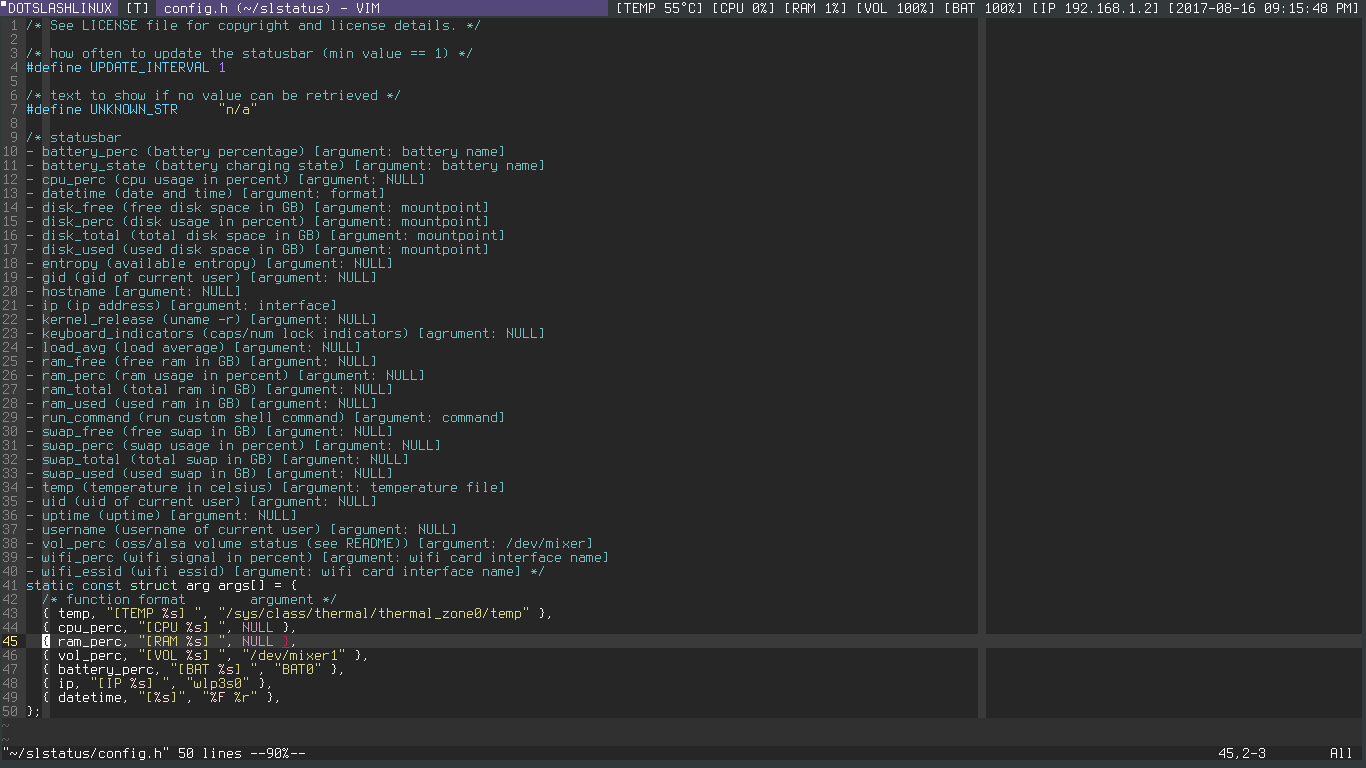 DOTSLASHLINUX [T] config.h (~/slstatus) - VIM [TEMP 55°C] [CPU 0%] [RAM 1%] [VOL 100%] [BAT 100%] [IP 192.168.1.2] [2017-08-16 09:15:48 PM]
1 /* See LICENSE file for copyright and license details. */
2
3 /* how often to update the statusbar (min value == 1) */
4 #define UPDATE_INTERVAL 1
5
6 /* text to show if no value can be retrieved */
7 #define UNKNOWN_STR     "n/a"
8
9 /* statusbar
10 - battery_perc (battery percentage) [argument: battery name]
11 - battery_state (battery charging state) [argument: battery name]
12 - cpu_perc (cpu usage in percent) [argument: NULL]
13 - datetime (date and time) [argument: format]
14 - disk_free (free disk space in GB) [argument: mountpoint]
15 - disk_perc (disk usage in percent) [argument: mountpoint]
16 - disk_total (total disk space in GB) [argument: mountpoint]
17 - disk_used (used disk space in GB) [argument: mountpoint]
18 - entropy (available entropy) [argument: NULL]
19 - gid (gid of current user) [argument: NULL]
20 - hostname [argument: NULL]
21 - ip (ip address) [argument: interface]
22 - kernel_release (uname -r) [argument: NULL]
23 - keyboard_indicators (caps/num lock indicators) [agrument: NULL]
24 - load_avg (load average) [argument: NULL]
25 - ram_free (free ram in GB) [argument: NULL]
26 - ram_perc (ram usage in percent) [argument: NULL]
27 - ram_total (total ram in GB) [argument: NULL]
28 - ram_used (used ram in GB) [argument: NULL]
29 - run_command (run custom shell command) [argument: command]
30 - swap_free (free swap in GB) [argument: NULL]
31 - swap_perc (swap usage in percent) [argument: NULL]
32 - swap_total (total swap in GB) [argument: NULL]
33 - swap_used (used swap in GB) [argument: NULL]
34 - temp (temperature in celsius) [argument: temperature file]
35 - uid (uid of current user) [argument: NULL]
36 - uptime (uptime) [argument: NULL]
37 - username (username of current user) [argument: NULL]
38 - vol_perc (oss/alsa volume status (see README)) [argument: /dev/mixer]
39 - wifi_perc (wifi signal in percent) [argument: wifi card interface name]
40 - wifi_essid (wifi essid) [argument: wifi card interface name] */
41 static const struct arg args[] = {
42   /* function format        argument */
43   { temp, "[TEMP %s] ", "/sys/class/thermal/thermal_zone0/temp" },
44   { cpu_perc, "[CPU %s] ", NULL },
45   { ram_perc, "[RAM %s] ", NULL },
46   { vol_perc, "[VOL %s] ", "/dev/mixer1" },
47   { battery_perc, "[BAT %s] ", "BAT0" },
48   { ip, "[IP %s] ", "wlp3s0" },
49   { datetime, "[%s]", "%F %r" },
50 };
~
~
"~/slstatus/config.h" 50 lines --90%-- 45,2-3 All